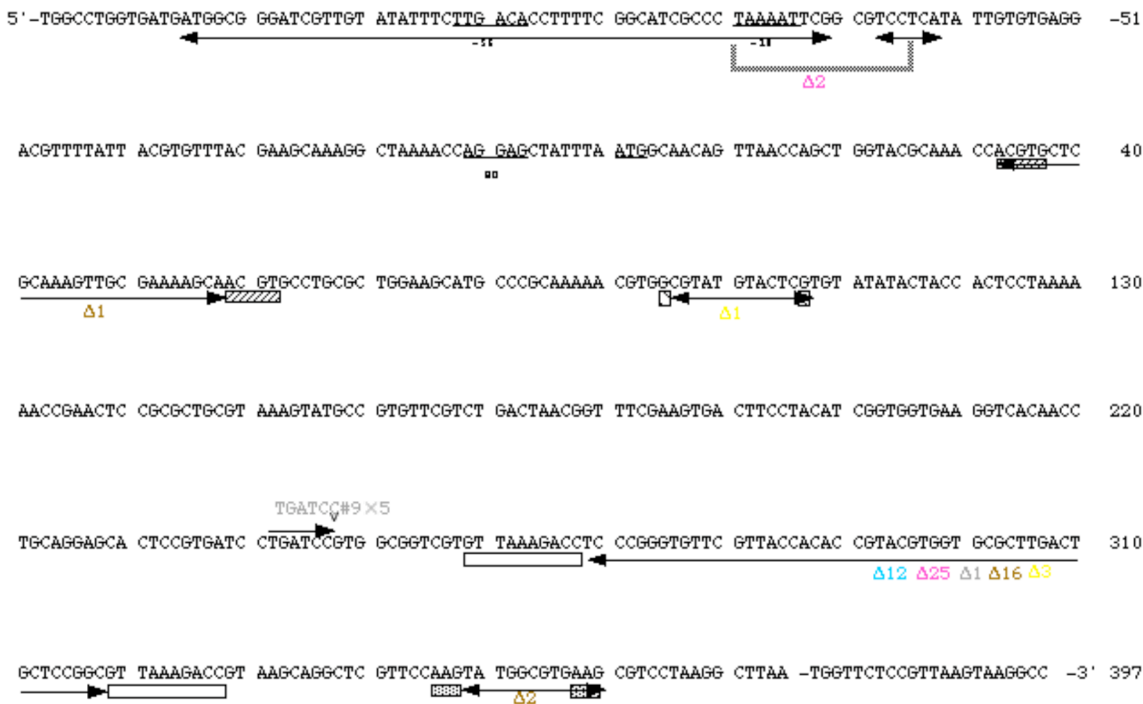 5'-TGGCCTGGTGATGATGGCG GGATCGTTGT ATATTTCTTG ACACCTTTTC GGCATCGCCC TAAAATTCGG CGTCCTCATA TTGTGTGAGG -51
-10
Δ2
ACGTTTTATT ACGTGTTTAC GAAGCAAAGG CTAAAACCAG GAGCTATTTA ATGGCAACAG TTAACCAGCT GGTACGCAAA CCACGTGCTC 40
GCAAAGTTGC GAAAAGCAAC GTGCCTGCGC TGGAAGCATG CCCGCAAAAA CGTGGCGTAT GTACTCGTGT ATATACTACC ACTCCTAAAA 130
Δ1 Δ1
AACCGAACTC CGCGCTGCGT AAAGTATGCC GTGTTCGTCT GACTAACGGT TTCGAAGTGA CTTCCTACAT CGGTGGTGAA GGTCACAACC 220
TGATCC#9×5
TGCAGGAGCA CTCCGTGATC CTGATCCGTG GCGGTCGTGT TAAAGACCTC CCGGGTGTTC GTTACCACAC CGTACGTGGT GCGCTTGACT 310
Δ12 Δ25 Δ1 Δ16 Δ3
GCTCCGGCGT TAAAGACCGT AAGCAGGCTC GTTCCAAGTA TGGCGTGAAG CGTCCTAAGG CTTAA -TGGTTCTCCGTTAAGTAAGGCC -3' 397
Δ2